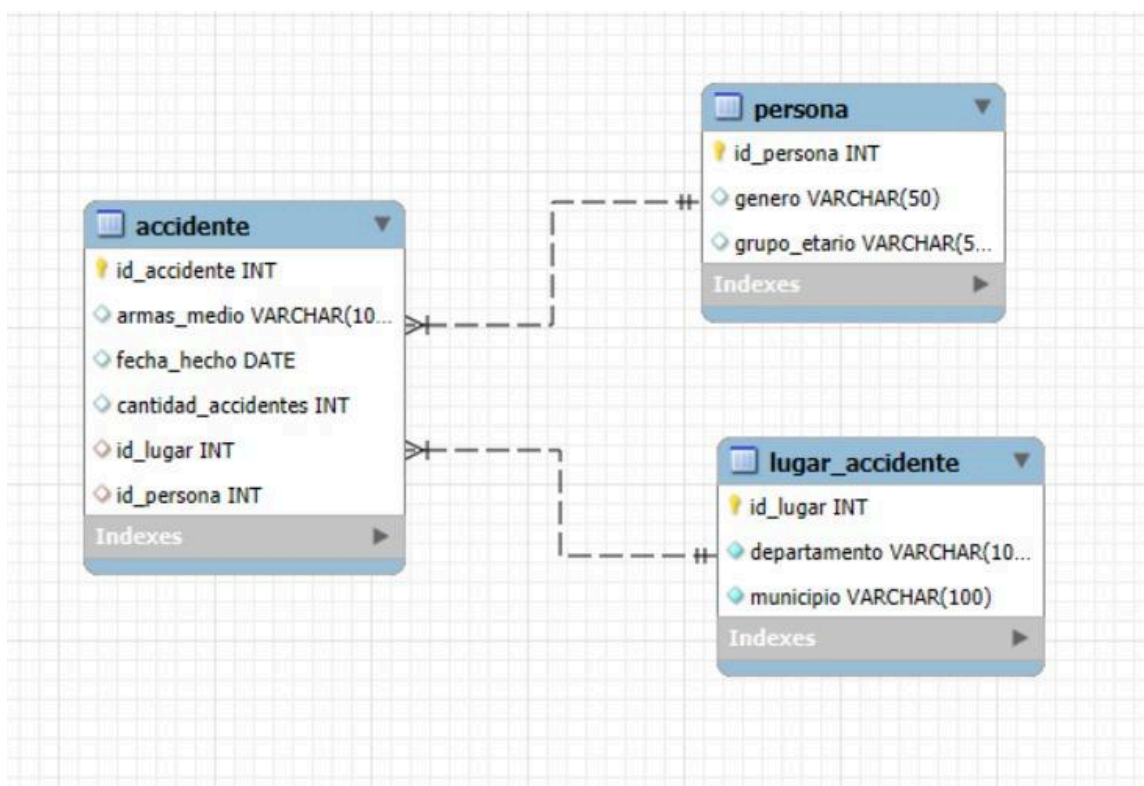 accidente
id_accidente INT
armas_medio VARCHAR(10...
fecha_hecho DATE
cantidad_accidentes INT
id_lugar INT
id_persona INT
Indexes
persona
id_persona INT
genero VARCHAR(50)
grupo_etario VARCHAR(5...
Indexes
lugar_accidente
id_lugar INT
departamento VARCHAR(10...
municipio VARCHAR(100)
Indexes